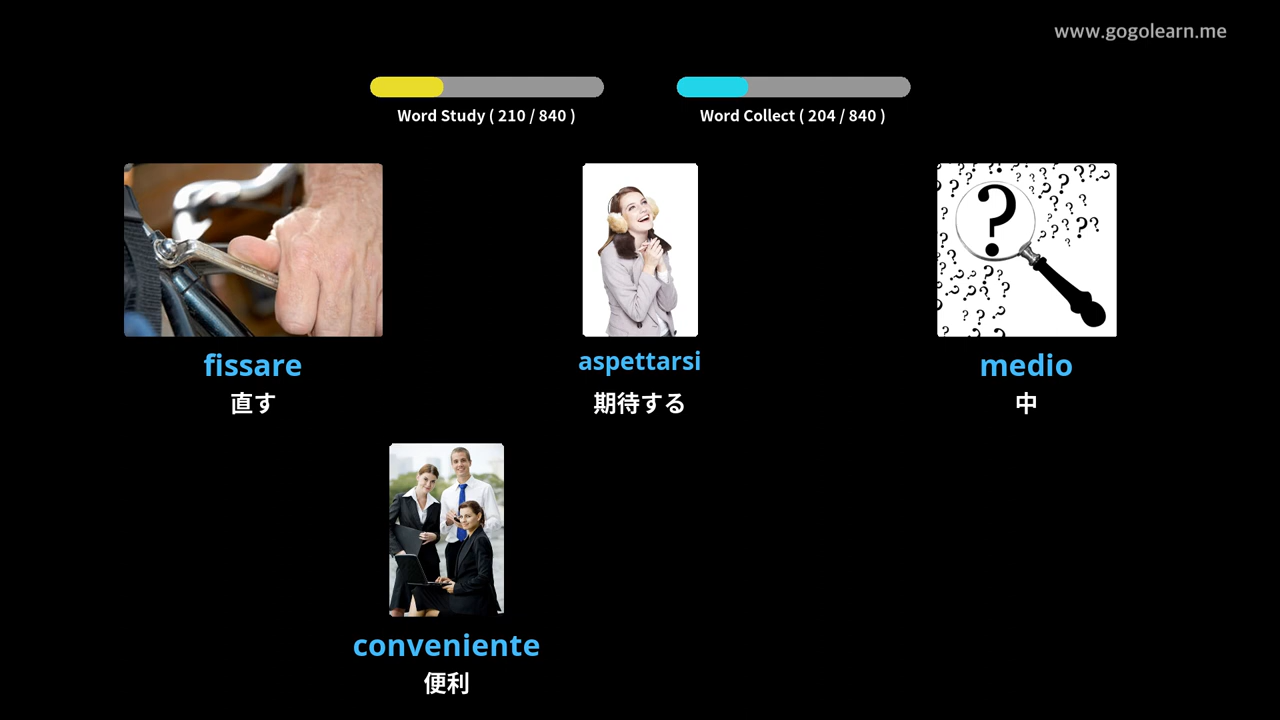 www.gogolearn.me
Word Study ( 210 / 840 )
Word Collect ( 204 / 840 )
fissare
直す
aspettarsi
期待する
medio
中
conveniente
便利